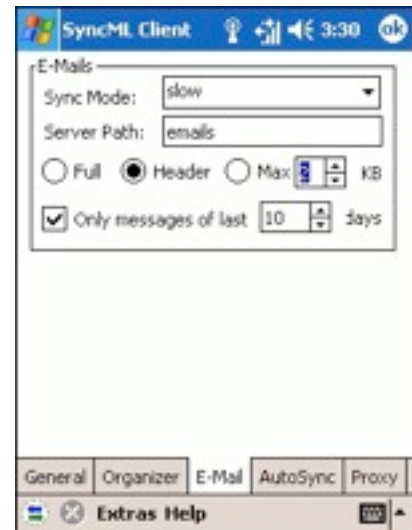 SyncML Client 3:30 ok
E-Mails
Sync Mode: slow
Server Path: emails
Full Header Max KB
Only messages of last 10 days
General Organizer E-Mail AutoSync Proxy
Extras Help